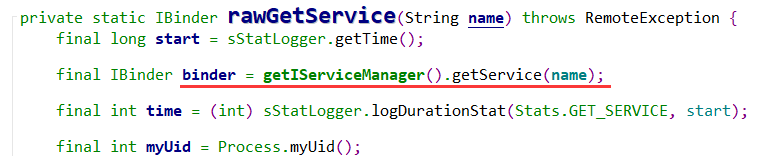 private static IBinder rawGetService(String name) throws RemoteException {
final long start = sStatLogger.getTime();
final IBinder binder = getIServiceManager().getService(name);
final int time = (int) sStatLogger.logDurationStat(Stats.GET_SERVICE, start);
final int myUid = Process.myUid();